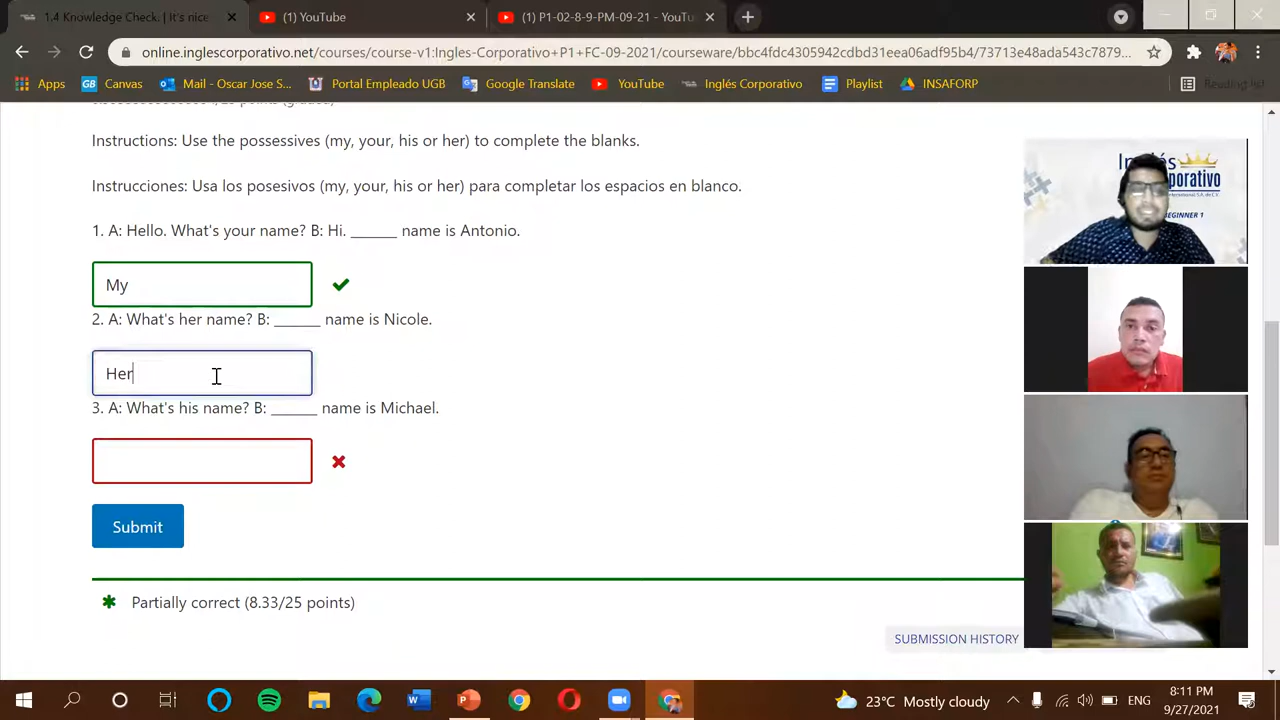 1.4 Knowledge Check. | It's nice
(1) YouTube
(1) P1-02-8-9-PM-09-21 - YouTu
online.inglescorporativo.net/courses/course-v1:Ingles-Corporativo+P1+FC-09-2021/courseware/bbc4fdc4305942cdbd31eea06adf95b4/73713e48ada543c7879...
Apps
Canvas
Mail - Oscar Jose S...
Portal Empleado UGB
Google Translate
YouTube
Inglés Corporativo
Playlist
INSAFORP
Reading list
Instructions: Use the possessives (my, your, his or her) to complete the blanks.
Instrucciones: Usa los posesivos (my, your, his or her) para completar los espacios en blanco.
1. A: Hello. What's your name? B: Hi. ______ name is Antonio.
My
2. A: What's her name? B: ______ name is Nicole.
Her
3. A: What's his name? B: ______ name is Michael.
Submit
Partially correct (8.33/25 points)
SUBMISSION HISTORY
23°C Mostly cloudy
ENG
8:11 PM
9/27/2021